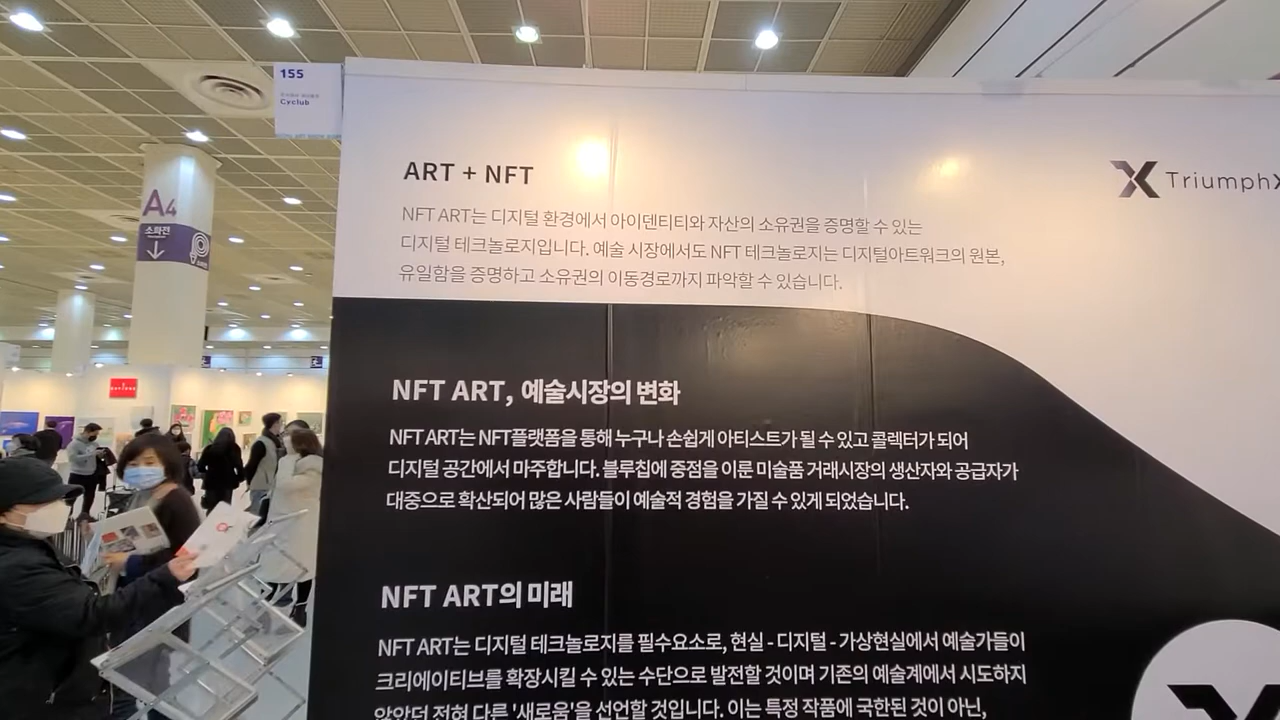 155
Cyclub
A4
소화전
ART + NFT
TriumphX
NFT ART는 디지털 환경에서 아이덴티티와 자산의 소유권을 증명할 수 있는
디지털 테크놀로지입니다. 예술 시장에서도 NFT 테크놀로지는 디지털아트워크의 원본,
유일함을 증명하고 소유권의 이동경로까지 파악할 수 있습니다.
NFT ART, 예술시장의 변화
NFT ART는 NFT플랫폼을 통해 누구나 손쉽게 아티스트가 될 수 있고 콜렉터가 되어
디지털 공간에서 마주합니다. 블루칩에 중점을 이룬 미술품 거래시장의 생산자와 공급자가
대중으로 확산되어 많은 사람들이 예술적 경험을 가질 수 있게 되었습니다.
NFT ART의 미래
NFT ART는 디지털 테크놀로지를 필수요소로, 현실 - 디지털 - 가상현실에서 예술가들이
크리에이티브를 확장시킬 수 있는 수단으로 발전할 것이며 기존의 예술계에서 시도하지
않았던 전혀 다른 '새로움'을 선언할 것입니다. 이는 특정 작품에 국한된 것이 아닌,